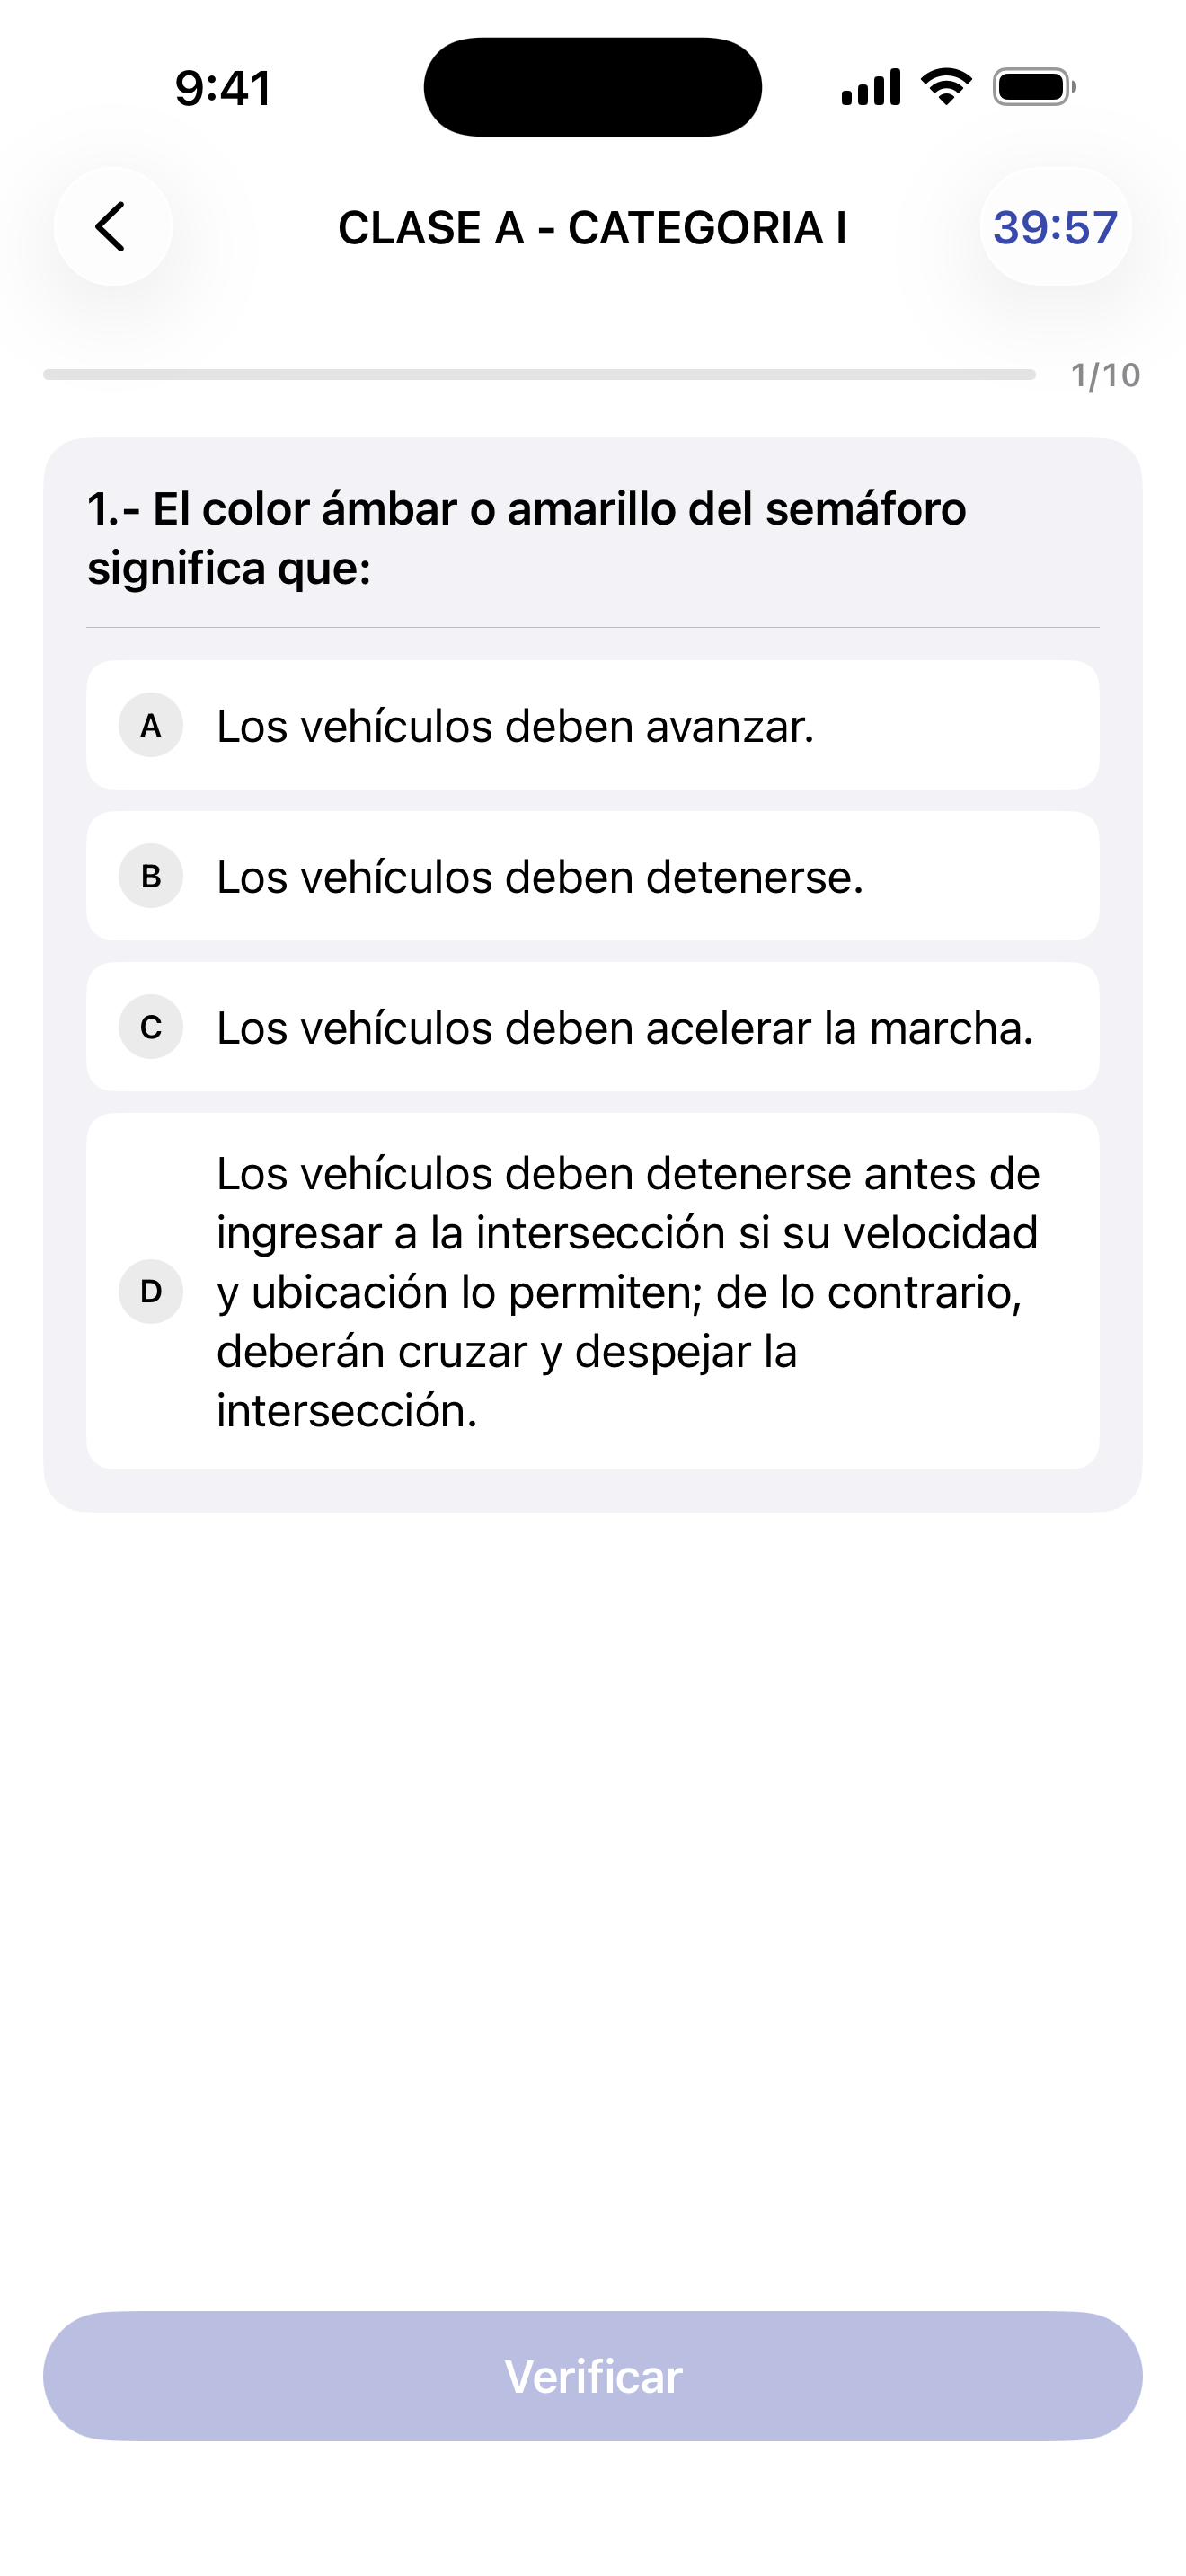 9:41
CLASE A - CATEGORIA I
39:57
1/10
1.- El color ámbar o amarillo del semáforo
significa que:
A Los vehículos deben avanzar.
B Los vehículos deben detenerse.
C Los vehículos deben acelerar la marcha.
D Los vehículos deben detenerse antes de
ingresar a la intersección si su velocidad
y ubicación lo permiten; de lo contrario,
deberán cruzar y despejar la
intersección.
Verificar